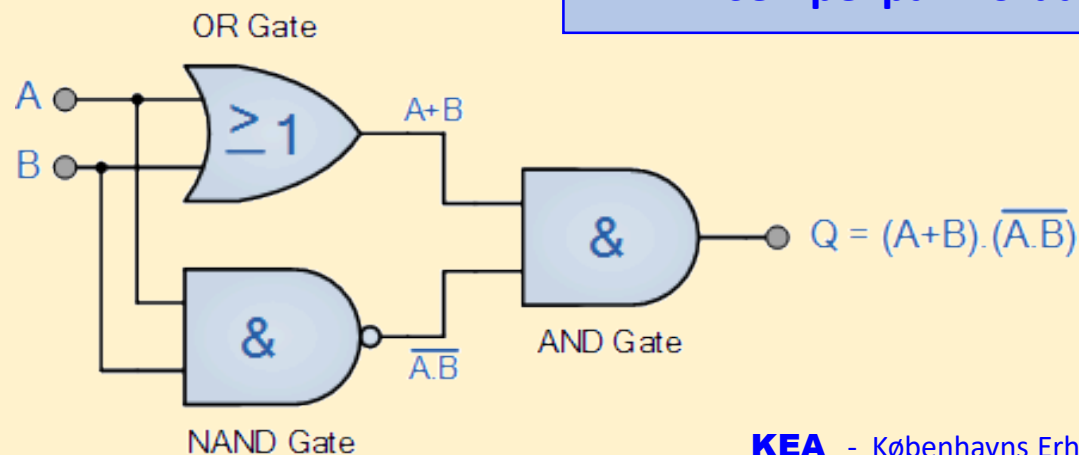 OR Gate
A
≥ 1
A+B
B
&
Q = (A+B).(A̅.̅B̅)
&
AND Gate
A̅.̅B̅
NAND Gate
KEA - Københavns Erh